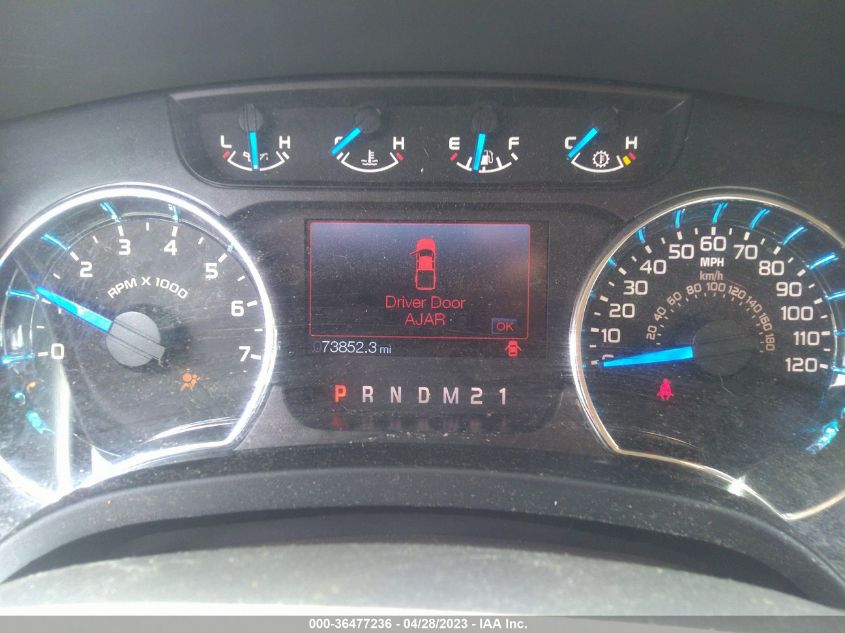 L H C H E F C H
1 2 3 4 5 6 7 0
RPM X 1000
Driver Door
AJAR
OK
73852.3 mi
P R N D M 2 1
0 10 20 30 40 50 60 70 80 90 100 110 120
MPH
km/h
20 40 60 80 100 120 140 160 180
000-36477236 - 04/28/2023 - IAA Inc.